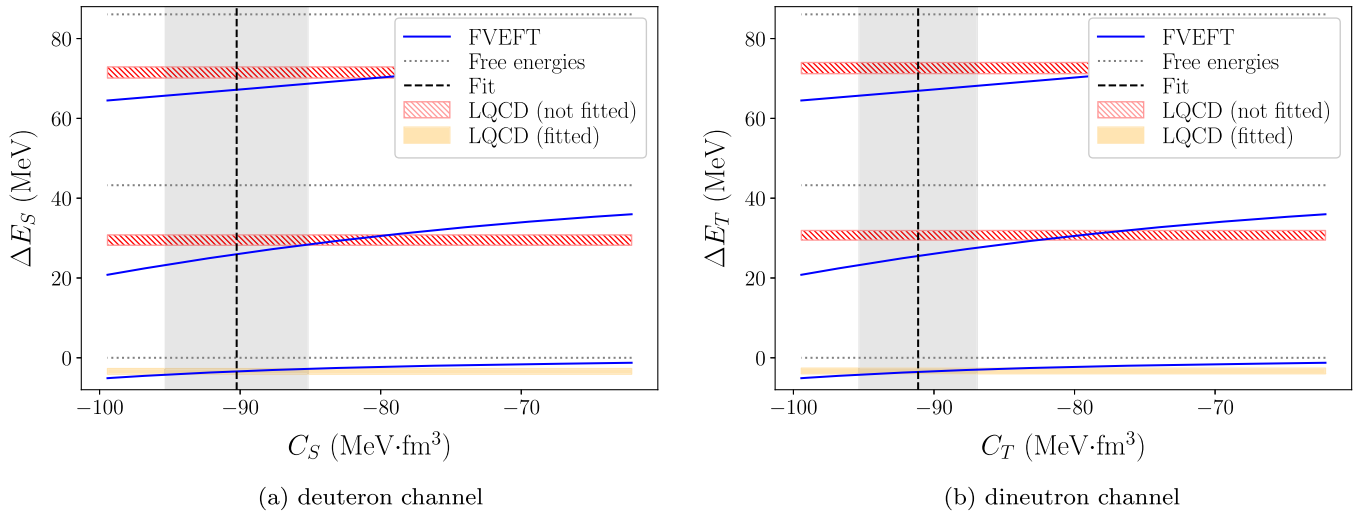 80
60
40
20
0
ΔE_S (MeV)
FVEFT
Free energies
Fit
LQCD (not fitted)
LQCD (fitted)
−100
−90
−80
−70
C_S (MeV·fm³)
(a) deuteron channel
80
60
40
20
0
ΔE_T (MeV)
FVEFT
Free energies
Fit
LQCD (not fitted)
LQCD (fitted)
−100
−90
−80
−70
C_T (MeV·fm³)
(b) dineutron channel